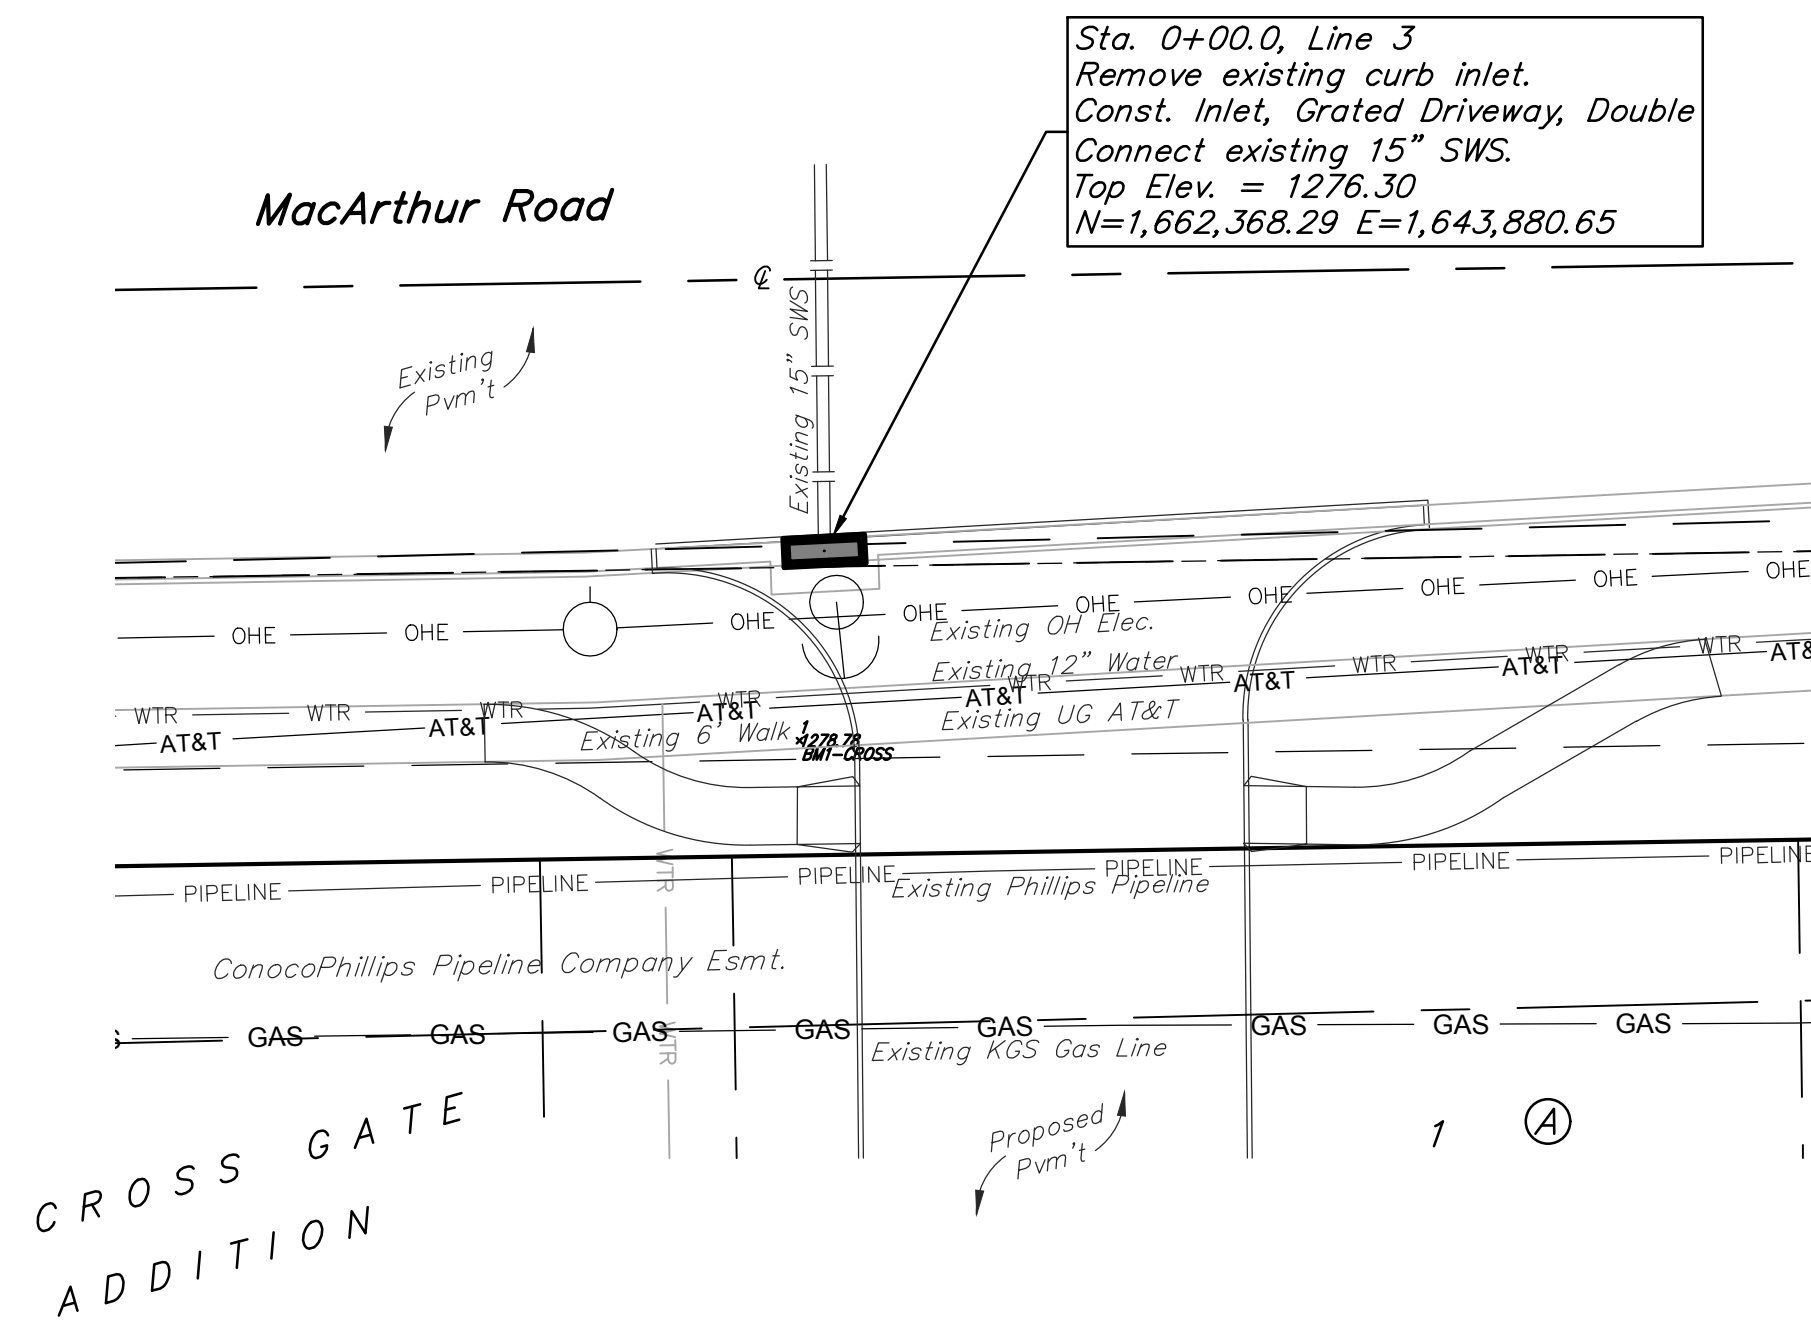 Sta. 0+00.0, Line 3
Remove existing curb inlet.
Const. Inlet, Grated Driveway, Double
Connect existing 15" SWS.
Top Elev. = 1276.30
N=1,662,368.29 E=1,643,880.65
MacArthur Road
℄
Existing 15" SWS
Existing
Pvm't
OHE OHE OHE OHE OHE OHE OHE OHE OHE
Existing OH Elec.
Existing 12" Water
WTR WTR WTR WTR WTR WTR WTR WTR WTR
AT&T AT&T AT&T AT&T AT&T AT&T
Existing UG AT&T
Existing 6' Walk
1
1278.78
BM1-CROSS
PIPELINE PIPELINE PIPELINE PIPELINE PIPELINE PIPELINE
Existing Phillips Pipeline
WTR
ConocoPhillips Pipeline Company Esmt.
GAS GAS GAS GAS GAS GAS GAS GAS
WTR
Existing KGS Gas Line
Proposed
Pvm't
1 A
CROSS GATE
ADDITION